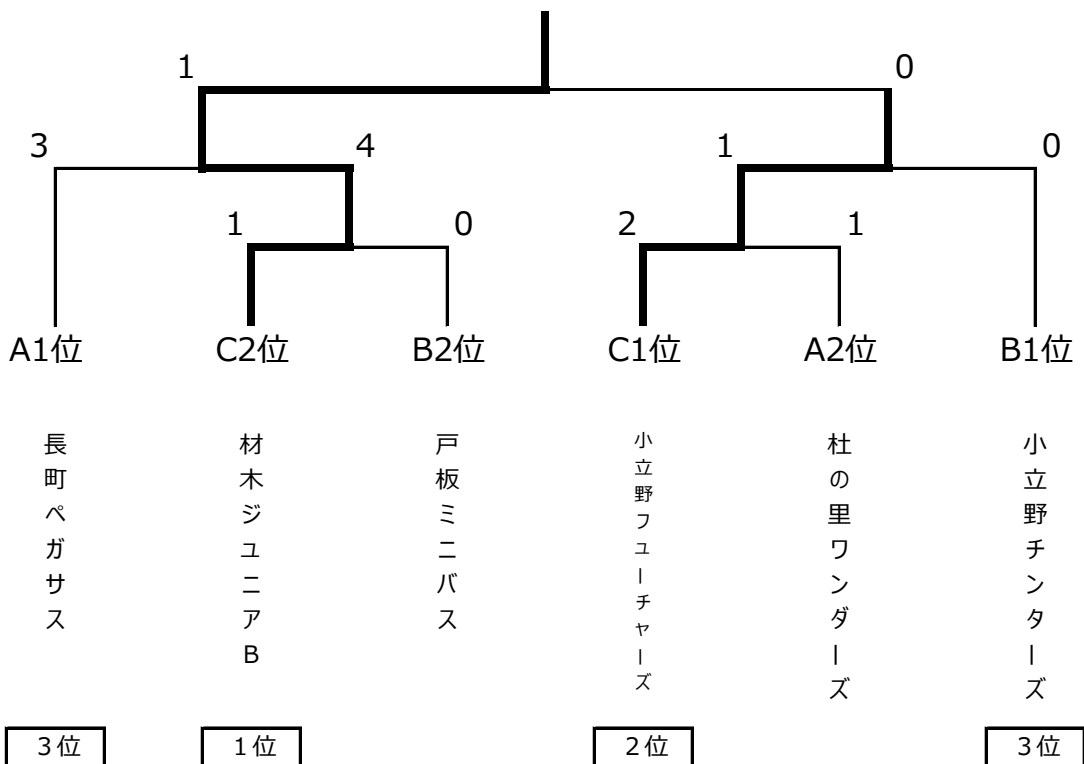 1 0
3 4 1 0
1 0 2 1
A1位 C2位 B2位 C1位 A2位 B1位
長町ペガサス
材木ジュニアB
戸板ミニバス
小立野フューチャーズ
杜の里ワンダーズ
小立野チンターズ
3位 1位 2位 3位